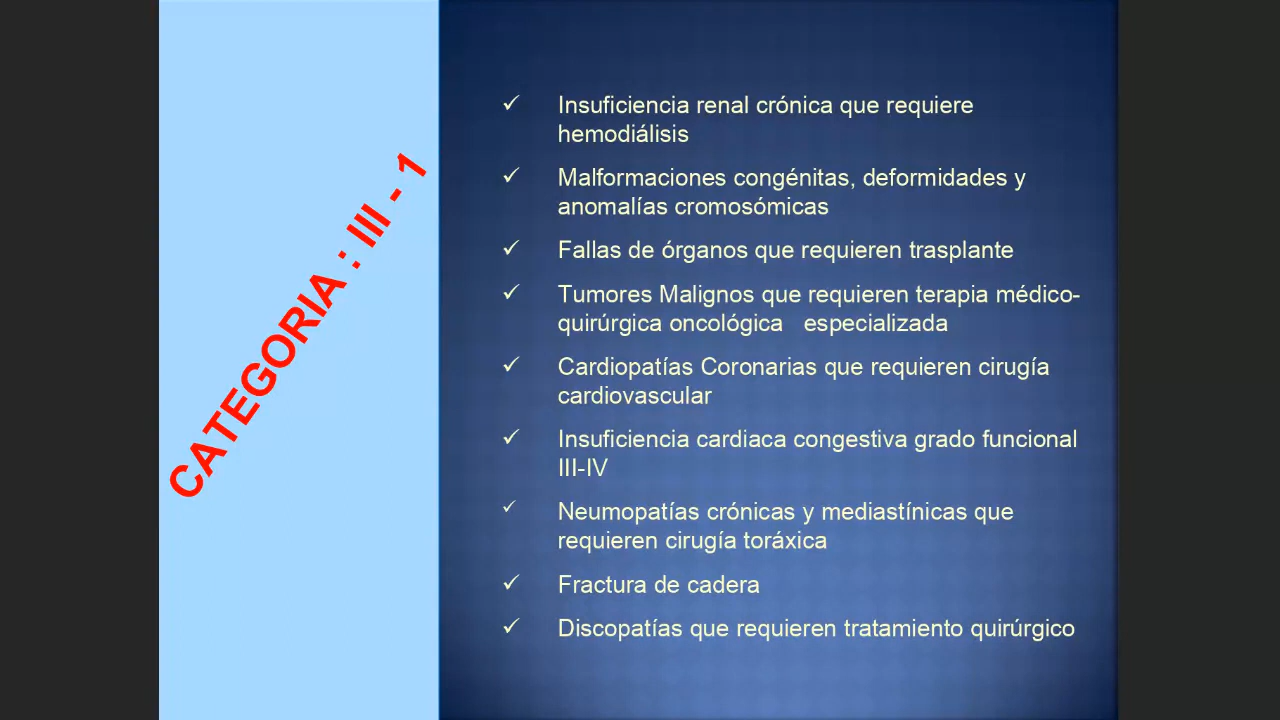 CATEGORIA : III - 1
Insuficiencia renal crónica que requiere
hemodiálisis
Malformaciones congénitas, deformidades y
anomalías cromosómicas
Fallas de órganos que requieren trasplante
Tumores Malignos que requieren terapia médico-
quirúrgica oncológica especializada
Cardiopatías Coronarias que requieren cirugía
cardiovascular
Insuficiencia cardiaca congestiva grado funcional
III-IV
Neumopatías crónicas y mediastínicas que
requieren cirugía toráxica
Fractura de cadera
Discopatías que requieren tratamiento quirúrgico